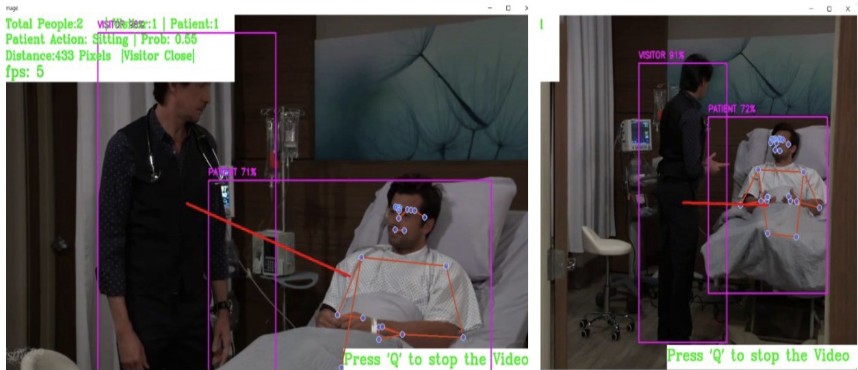 mage
Total People:2 | Visitor:1 | Patient:1
Patient Action: Sitting | Prob: 0.55
Distance:433 Pixels |Visitor Close|
fps: 5
PATIENT 71%
Press 'Q' to stop the Video
VISITOR 91%
PATIENT 72%
Press 'Q' to stop the Video